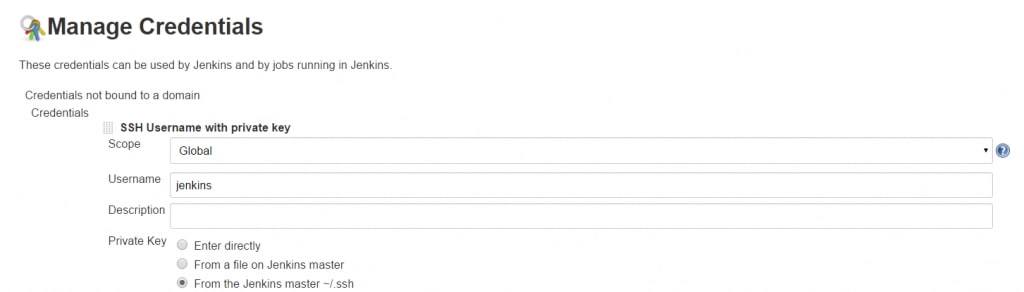 Manage Credentials
These credentials can be used by Jenkins and by jobs running in Jenkins.
Credentials not bound to a domain
Credentials
SSH Username with private key
Scope Global
Username jenkins
Description
Private Key Enter directly
From a file on Jenkins master
From the Jenkins master ~/.ssh